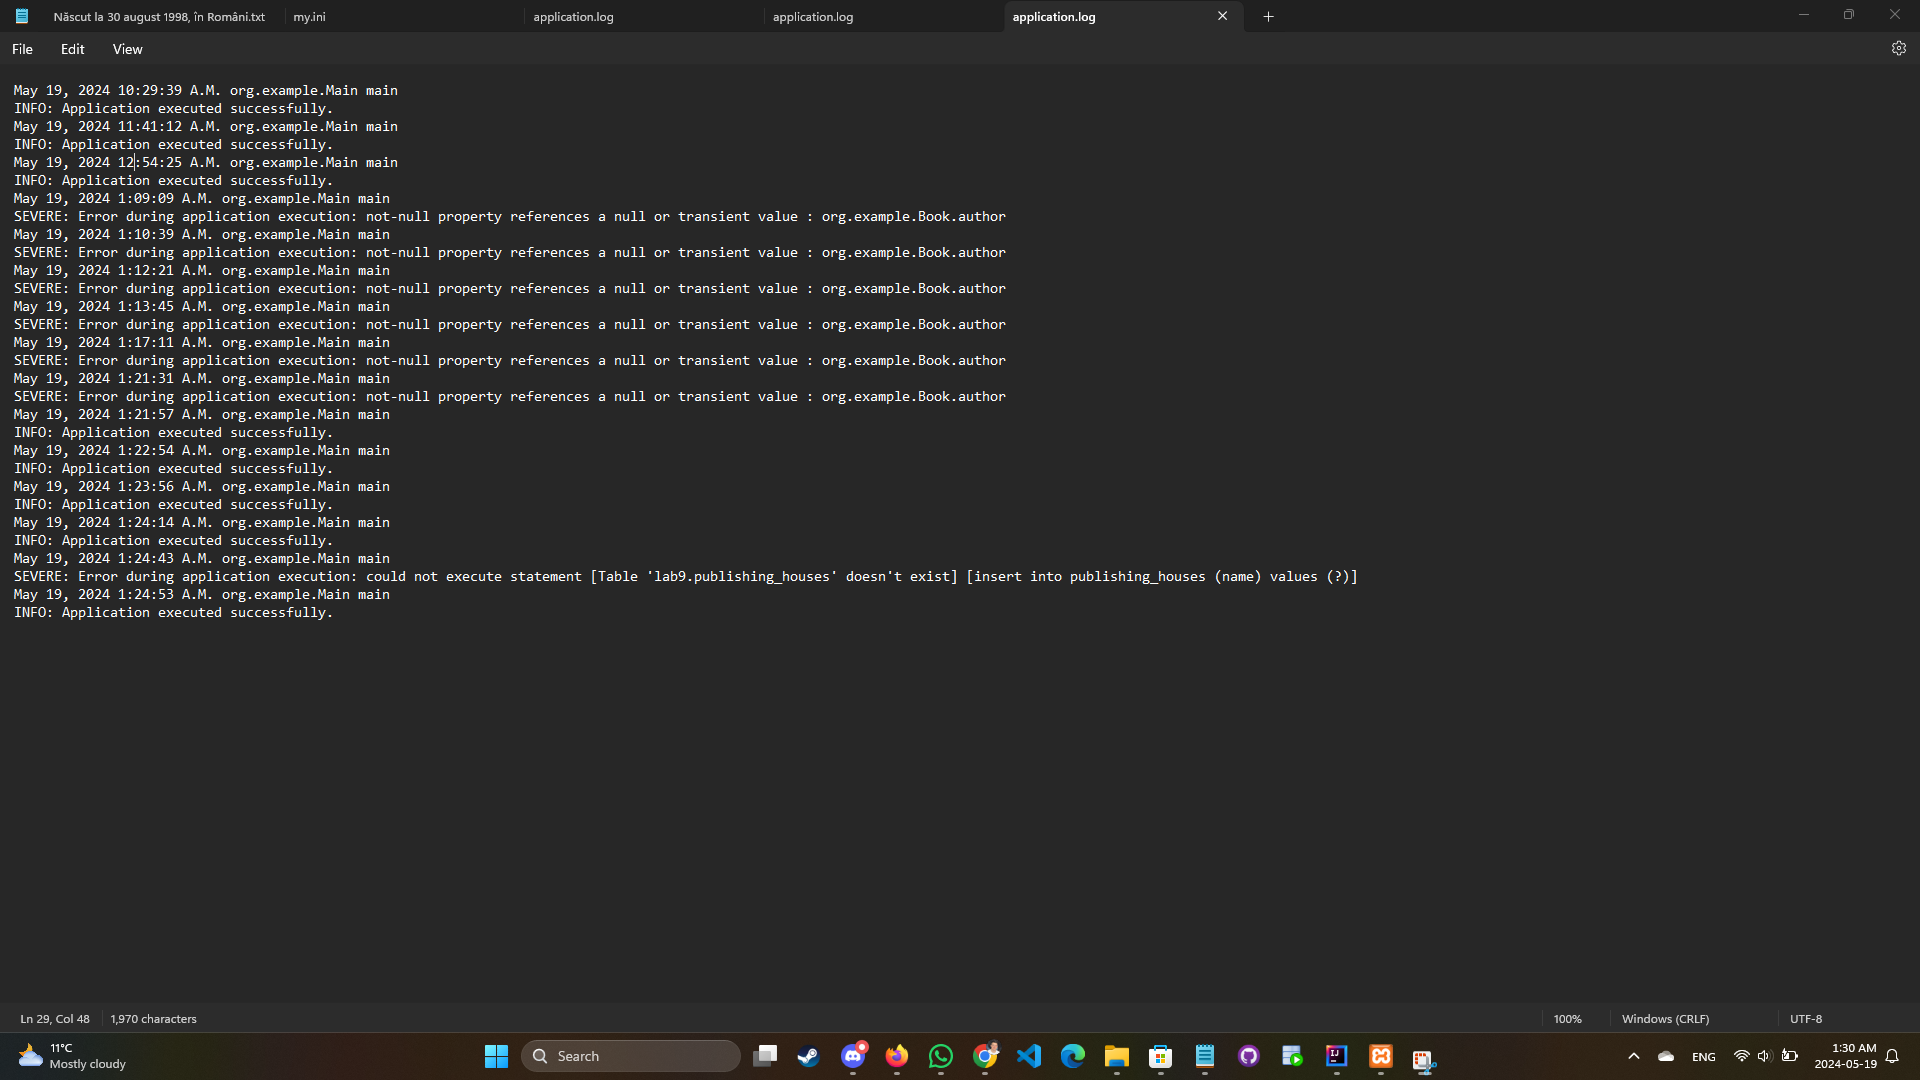 Născut la 30 august 1998, în Români.txt
my.ini
application.log
application.log
application.log
File
Edit
View
May 19, 2024 10:29:39 A.M. org.example.Main main
INFO: Application executed successfully.
May 19, 2024 11:41:12 A.M. org.example.Main main
INFO: Application executed successfully.
May 19, 2024 12:54:25 A.M. org.example.Main main
INFO: Application executed successfully.
May 19, 2024 1:09:09 A.M. org.example.Main main
SEVERE: Error during application execution: not-null property references a null or transient value : org.example.Book.author
May 19, 2024 1:10:39 A.M. org.example.Main main
SEVERE: Error during application execution: not-null property references a null or transient value : org.example.Book.author
May 19, 2024 1:12:21 A.M. org.example.Main main
SEVERE: Error during application execution: not-null property references a null or transient value : org.example.Book.author
May 19, 2024 1:13:45 A.M. org.example.Main main
SEVERE: Error during application execution: not-null property references a null or transient value : org.example.Book.author
May 19, 2024 1:17:11 A.M. org.example.Main main
SEVERE: Error during application execution: not-null property references a null or transient value : org.example.Book.author
May 19, 2024 1:21:31 A.M. org.example.Main main
SEVERE: Error during application execution: not-null property references a null or transient value : org.example.Book.author
May 19, 2024 1:21:57 A.M. org.example.Main main
INFO: Application executed successfully.
May 19, 2024 1:22:54 A.M. org.example.Main main
INFO: Application executed successfully.
May 19, 2024 1:23:56 A.M. org.example.Main main
INFO: Application executed successfully.
May 19, 2024 1:24:14 A.M. org.example.Main main
INFO: Application executed successfully.
May 19, 2024 1:24:43 A.M. org.example.Main main
SEVERE: Error during application execution: could not execute statement [Table 'lab9.publishing_houses' doesn't exist] [insert into publishing_houses (name) values (?)]
May 19, 2024 1:24:53 A.M. org.example.Main main
INFO: Application executed successfully.
Ln 29, Col 48
1,970 characters
100%
Windows (CRLF)
UTF-8
11°C
Mostly cloudy
Search
ENG
1:30 AM
2024-05-19